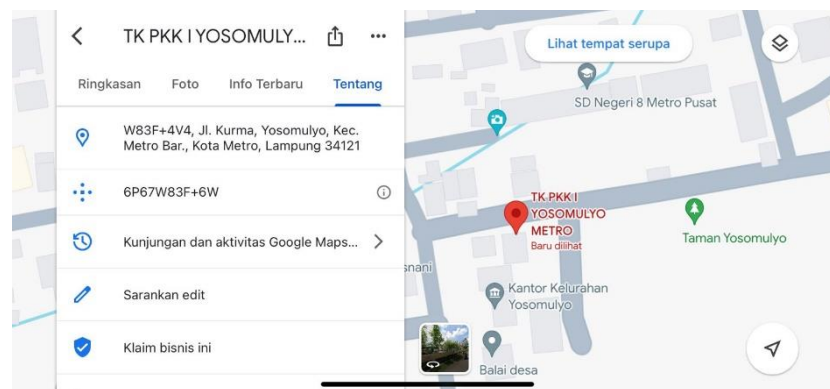 TK PKK I YOSOMULY...
Ringkasan Foto Info Terbaru Tentang
W83F+4V4, Jl. Kurma, Yosomulyo, Kec.
Metro Bar., Kota Metro, Lampung 34121
6P67W83F+6W
Kunjungan dan aktivitas Google Maps...
Sarankan edit
Klaim bisnis ini
Lihat tempat serupa
SD Negeri 8 Metro Pusat
TK PKK I
YOSOMULYO
METRO
Baru dilihat
Taman Yosomulyo
snani
Kantor Kelurahan
Yosomulyo
Balai desa